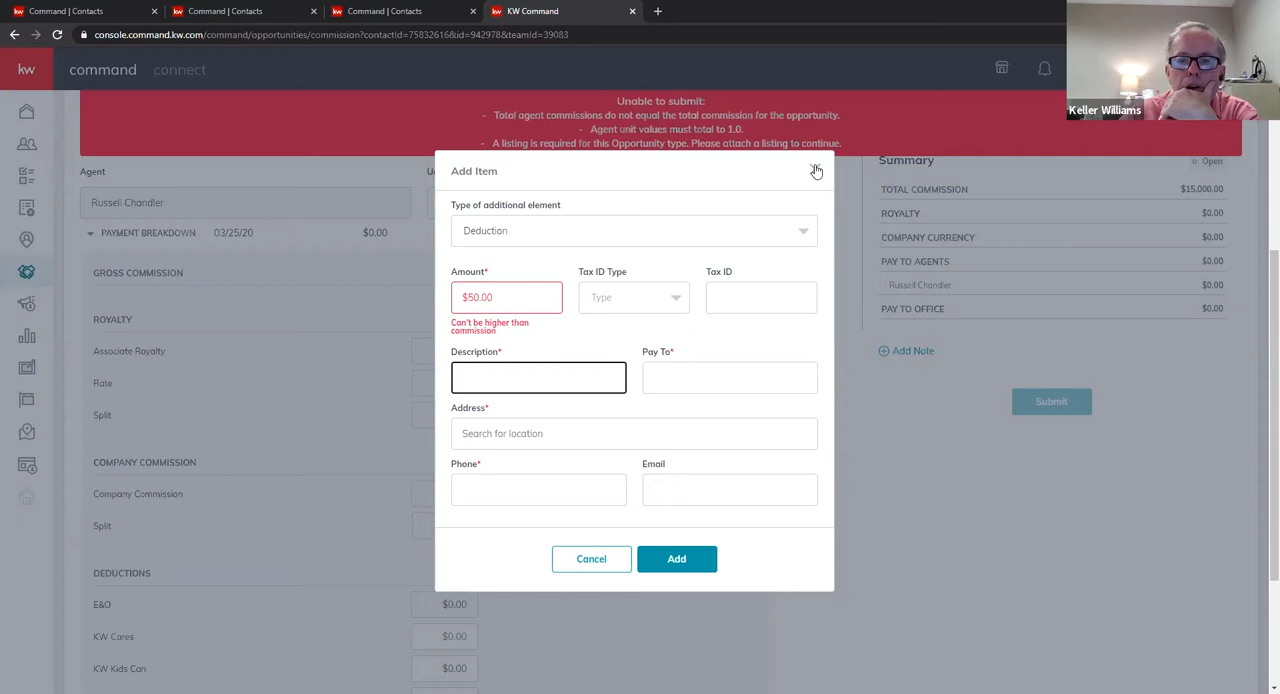 kw Command | Contacts
kw Command | Contacts
kw Command | Contacts
kw KW Command
console.command.kw.com/command/opportunities/commission?contactId=75832616&id=942978&teamId=39083
kw command connect
Keller Williams
Unable to submit:
- Total agent commissions do not equal the total commission for the opportunity.
- Agent unit values must total to 1.0.
- A listing is required for this Opportunity type. Please attach a listing to continue.
Agent
Russell Chandler
PAYMENT BREAKDOWN 03/25/20 $0.00
GROSS COMMISSION
ROYALTY
Associate Royalty
Rate
Split
COMPANY COMMISSION
Company Commission
Split
DEDUCTIONS
E&O $0.00
KW Cares $0.00
KW Kids Can $0.00
Add Item
Type of additional element
Deduction
Amount* Tax ID Type Tax ID
$50.00 Type
Can't be higher than
commission
Description* Pay To*
Address*
Search for location
Phone* Email
Cancel Add
Summary Open
TOTAL COMMISSION $15,000.00
ROYALTY $0.00
COMPANY CURRENCY $0.00
PAY TO AGENTS $0.00
Russell Chandler $0.00
PAY TO OFFICE $0.00
Add Note
Submit